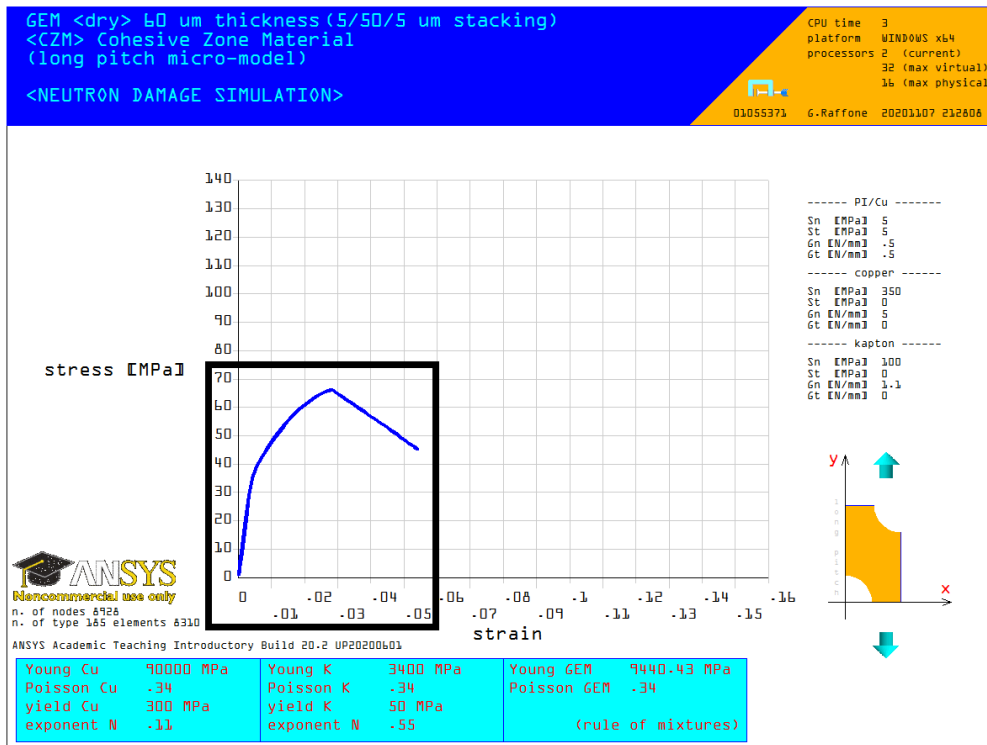 GEM <dry> 60 um thickness (5/50/5 um stacking)
<CZM> Cohesive Zone Material
(long pitch micro-model)
<NEUTRON DAMAGE SIMULATION>
CPU time 3
platform WINDOWS x64
processors 2 (current)
32 (max virtual)
16 (max physical
01055371 G.Raffone 20201107 212808
140
130
120
110
100
90
80
70
60
50
40
30
20
10
0
stress [MPa]
0 .02 .04 .06 .08 .1 .12 .14 .16
.01 .03 .05 .07 .09 .11 .13 .15
strain
------ PI/Cu -------
Sn [MPa] 5
St [MPa] 5
Gn [N/mm] .5
Gt [N/mm] .5
------ copper ------
Sn [MPa] 350
St [MPa] 0
Gn [N/mm] 5
Gt [N/mm] 0
------ kapton ------
Sn [MPa] 100
St [MPa] 0
Gn [N/mm] 1.1
Gt [N/mm] 0
y
long pitch
x
ANSYS
Noncommercial use only
n. of nodes 8928
n. of type 185 elements 8310
ANSYS Academic Teaching Introductory Build 20.2 UP20200601
Young Cu 90000 MPa
Poisson Cu .34
yield Cu 300 MPa
exponent N .11
Young K 3400 MPa
Poisson K .34
yield K 50 MPa
exponent N .55
Young GEM 9440.43 MPa
Poisson GEM .34
(rule of mixtures)